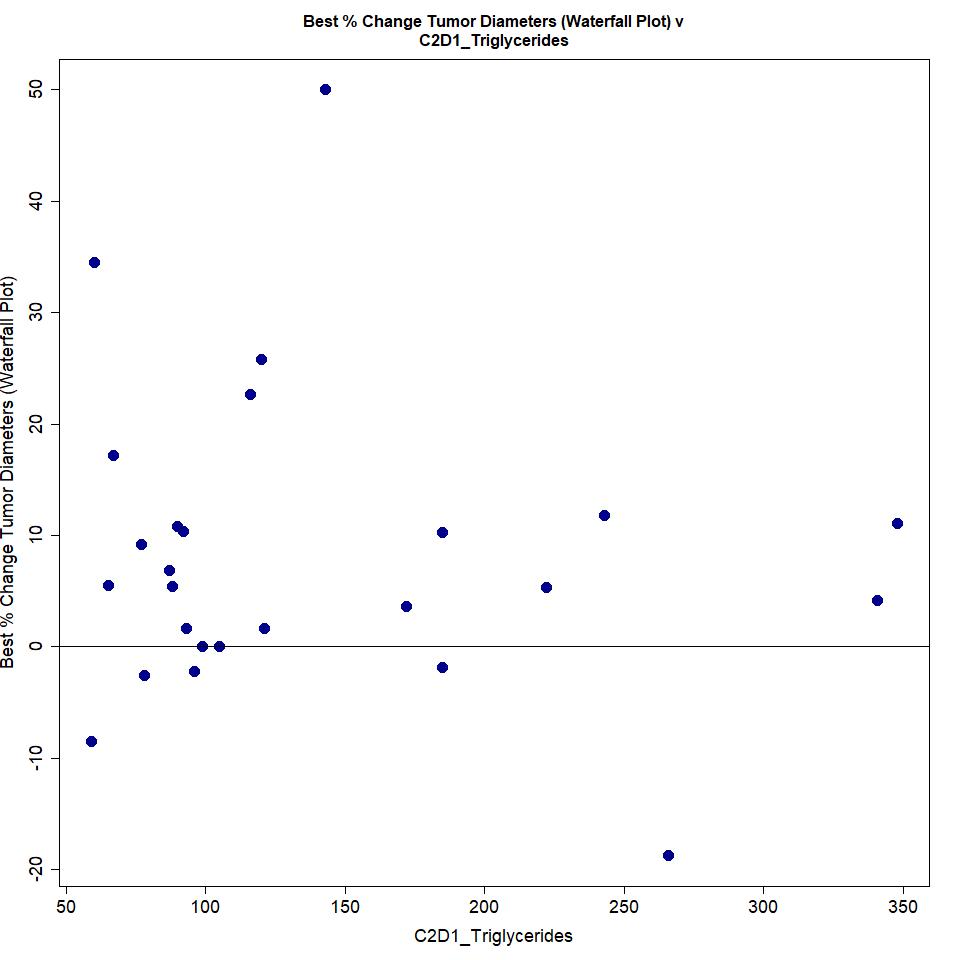 Best % Change Tumor Diameters (Waterfall Plot) v
C2D1_Triglycerides
Best % Change Tumor Diameters (Waterfall Plot)
50
40
30
20
10
0
-10
-20
50 100 150 200 250 300 350
C2D1_Triglycerides